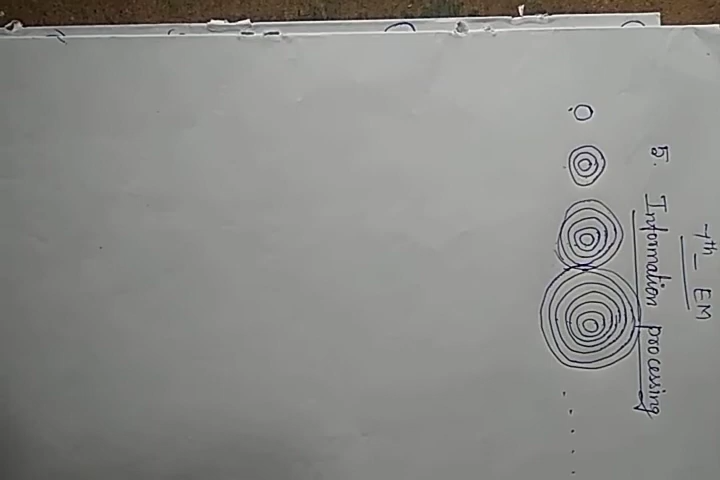 7th - EM
5. Information processing